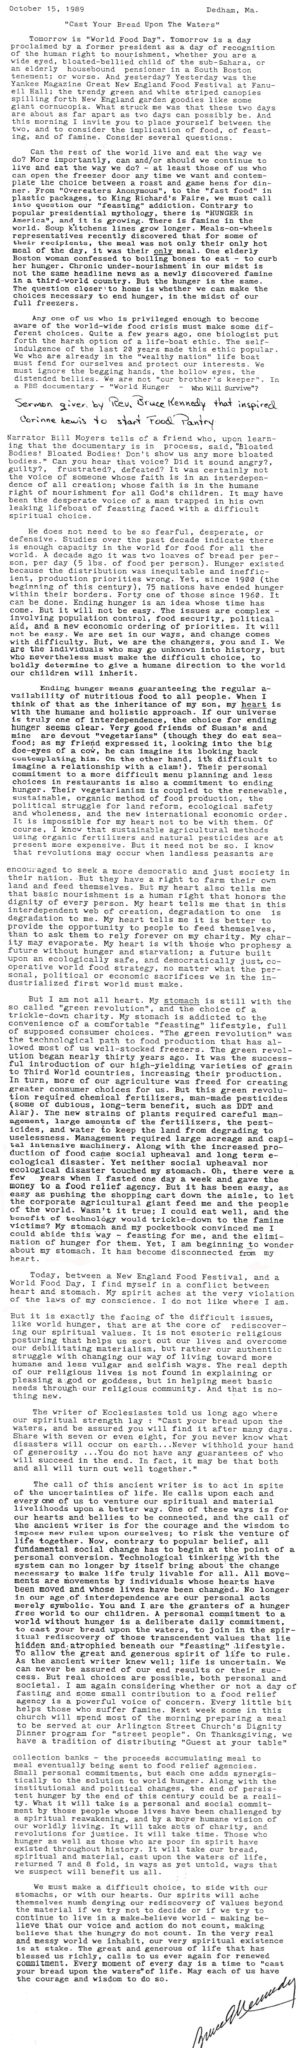 October 15, 1989 Dedham, Ma.
"Cast Your Bread Upon The Waters"
Tomorrow is "World Food Day". Tomorrow is a day
proclaimed by a former president as a day of recognition
of the human right to nourishment, whether you are a
wide eyed, bloated-bellied child of the sub-Sahara, or
an elderly housebound pensioner in a South Boston
tenement; or worse. And yesterday? Yesterday was the
Yankee Magazine Great New England Food Festival at Fanu-
eil Hall; the trendy green and white striped canopies
spilling forth New England garden goodies like some
giant cornucopia. What struck me was that these two days
are about as far apart as two days can possibly be. And
this morning I invite you to place yourself between the
two, and to consider the implication of food, of feast-
ing, and of famine. Consider several questions.
Can the rest of the world live and eat the way we
do? More importantly, can and/or should we continue to
live and eat the way we do? - at least those of us who
can open the freezer door any time we want and contem-
plate the choice between a roast and game hens for din-
ner. From "Overeaters Anonymous", to the "fast food" in
plastic packages, to King Richard's Faire, we must call
into question our "feasting" addiction. Contrary to
popular presidential mythology, there is "HUNGER in
America", and it is growing. There is famine in the world.
Soup kitchens lines grow longer. Meals-on-wheels
representatives recently discovered that for some of
their recipients, the meal was not their only hot
meal of the day, it was their only meal. One elderly
Boston woman confessed to boiling bones to eat - to curb
her hunger. Chronic under-nourishment in our midst is
not the same headline news as a newly discovered famine
in a third-world country. But the hunger is the same.
The question closer to home is whether we can make the
choices necessary to end hunger, in the midst of our
full freezers.
Any one of us who is privileged enough to become
aware of the world-wide food crisis must make some dif-
ferent choices. Quite a few years ago, one biologist put
forth the harsh option of a life-boat ethic. The self-
indulgence of the last 20 years made this ethic popular.
We who are already in the "wealthy nation" life boat
must fend for ourselves and protect our interests. We
must ignore the begging hands, the hollow eyes, the
distended bellies. We are not "our brother's keeper". In
a PBS documentary - "World Hunger - Who Will Survive"?
Sermon given by Rev. Bruce Kennedy that inspired
Corinne Lewis to start Food Pantry
Narrator Bill Moyers tells of a friend who, upon learn-
ing that the documentary is in process, said, "Bloated
Bodies! Bloated Bodies! Don't show us any more bloated
bodies." Can you hear that voice? Did it sound angry?,
guilty?, frustrated?, defeated? It was certainly not
the voice of someone whose faith is in an interdepen-
dence of all creation; whose faith is in the human
right of nourishment for all God's children. It may have
been the desperate voice of a man trapped in his own
leaking lifeboat of feasting faced with a difficult
spiritual choice.
He does not need to be so fearful, desperate, or
defensive. Studies over the past decade indicate there
is enough capacity in the world for food for all the
world. A decade ago it was two loaves of bread per per-
son, per day (5 lbs. of food per person). Hunger existed
because the distribution was inequitable and ineffic-
ient, production priorities wrong. Yet, since 1900 (the
beginning of this century), 75 nations have ended hunger
within their borders. Forty one of those since 1960. It
can be done. Ending hunger is an idea whose time has
come. But it will not be easy. The issues are complex -
involving population control, food security, political
aid, and a new economic ordering of priorities. It will
not be easy. We are set in our ways, and change comes
with difficulty. But, we are the changers, you and I. We
are the individuals who may go unknown into history, but
who nevertheless must make the difficult choice, to
boldly determine to give a humane direction to the world
our children will inherit.
Ending hunger means guaranteeing the regular a-
vailability of nutritious food to all people. When I
think of that as the inheritance of my son, my heart is
with the humane and holistic approach. If our universe
is truly one of interdependence, the choice for ending
hunger seems clear. Very good friends of Susan's and
mine are devout "vegetarians" (though they do eat sea-
food; as my friend expressed it, looking into the big
doe-eyes of a cow, he can imagine its looking back
contemplating him. On the other hand, it's difficult to
imagine a relationship with a clam!). Their personal
commitment to a more difficult menu planning and less
choices in restaurants is also a commitment to ending
hunger. Their vegetarianism is coupled to the renewable,
sustainable, organic method of food production, the
political struggle for land reform, ecological safety
and wholeness, and the new international economic order.
It is impossible for my heart not to be with them. Of
course, I know that sustainable agricultural methods
using organic fertilizers and natural pesticides are at
present more expensive. But it need not be so. I know
that revolutions may occur when landless peasants are
encouraged to seek a more democratic and just society in
their nation. But they have a right to farm their own
land and feed themselves. But my heart also tells me
that basic nourishment is a human right that honors the
dignity of every person. My heart tells me that in this
interdependent web of creation, degradation to one is
degradation to me. My heart tells me it is better to
provide the opportunity to people to feed themselves,
than to ask them to rely forever on my charity. My char-
ity may evaporate. My heart is with those who prophesy a
future without hunger and starvation; a future built
upon an ecologically safe, and democratically just, co-
operative world food strategy, no matter what the per-
sonal, political or economic sacrifices we in the in-
dustrialized first world must make.
But I am not all heart. My stomach is still with the
so called "green revolution", and the choice of a
trickle-down charity. My stomach is addicted to the
convenience of a comfortable "feasting" lifestyle, full
of supposed consumer choices. "The green revolution" was
the technological path to food production that has al-
lowed most of us well-stocked freezers. The green revol-
ution began nearly thirty years ago. It was the success-
ful introduction of our high-yielding varieties of grain
to Third World countries, increasing their production.
In turn, more of agriculture was freed for creating
greater consumer choices for us. But this green revolu-
tion required chemical fertilizers, man-made pesticides
(some of dubious, long-term benefit, such as DDT and
Alar). The new strains of plants required careful man-
agement, large amounts of the fertilizers, the pest-
icides, and water to keep the land from degrading to
uselessness. Management required large acreage and capi-
tal intensive machinery. Along with the increased pro-
duction of food came social upheaval and long term e-
cological disaster. Yet neither social upheaval nor
ecological disaster touched my stomach. Oh, there were a
few years when I fasted one day a week and gave the
money to a food relief agency. But it has been easy, as
easy as pushing the shopping cart down the aisle, to let
the corporate agricultural giant feed me and the people
of the world. Wasn't it true; I could eat well, and the
benefit of technology would trickle-down to the famine
victims? My stomach and my pocketbook convinced me I
could abide this way - feasting for me, and the elimi-
nation of hunger for them. Yet, I am beginning to wonder
about my stomach. It has become disconnected from my
heart.
Today, between a New England Food Festival, and a
World Food Day, I find myself in a conflict between
heart and stomach. My spirit aches at the very violation
of the laws of my conscience. I do not like where I am.
But it is exactly the facing of the difficult issues,
like world hunger, that are at the core of rediscover-
ing our spiritual values. It is not esoteric religious
posturing that helps us sort out our lives and overcome
our debilitating materialism, but rather our authentic
struggle with changing our way of living toward more
humane and less vulgar and selfish ways. The real depth
of our religious lives is not found in explaining or
pleasing a god or goddess, but in helping meet basic
needs through our religious community. And that is no-
thing new.
The writer of Ecclesiastes told us long ago where
our spiritual strength lay : "Cast your bread upon the
waters, and be assured you will find it after many days.
Share with seven or even eight, for you never know what
disasters will occur on earth...Never withhold your hand
of generosity ...You do not have any guarantees of who
will succeed in the end. In fact, it may be that both
and all will turn out well together."
The call of this ancient writer is to act in spite
of the uncertainties of life. He calls upon each and
every one of us to venture our spiritual and material
livelihoods upon a better way. One of these ways is for
our hearts and bellies to be connected, and the call of
the ancient writer is for the courage and the wisdom to
impose new rules upon ourselves; to risk the venture of
life together. Now, contrary to popular belief, all
fundamental social change has to begin at the point of a
personal conversion. Technological tinkering with the
system can no longer by itself bring about the change
necessary to make life truly livable for all. All move-
ments are movements by individuals whose hearts have
been moved and whose lives have been changed. No longer
in our age of interdependence are our personal acts
merely symbolic. You and I are the granters of a hunger
free world to our children. A personal commitment to a
world without hunger is a deliberate daily commitment,
to cast your bread upon the waters, to join in the spir-
itual rediscovery of those transcendent values that lie
hidden and atrophied beneath our "feasting" lifestyle.
To allow the great and generous spirit of life to rule.
As the ancient writer knew well; life is uncertain. We
can never be assured of our end results or their suc-
cess. But real choices are possible, both personal and
societal. I am again considering whether or not a day of
fasting and some small contribution to a food relief
agency is a powerful voice of concern. Every little bit
helps those who suffer famine. Next week some in this
church will spend most of the morning preparing a meal
to be served at our Arlington Street Church's Dignity
Dinner program for "street people". On Thanksgiving, we
have a tradition of distributing "Guest at your table"
collection banks - the proceeds accumulating meal to
meal eventually being sent to food relief agencies.
Small personal commitments, but each one adds synergis-
tically to the solution to world hunger. Along with the
institutional and political changes, the end of persis-
tent hunger by the end of this century could be a reali-
ty. What it will take is a personal and social commit-
ment by those people whose lives have been challenged by
a spiritual reawakening, and by a more humane vision of
our worldly living. It will take acts of charity, and
revolutions for justice. It will take time. Those who
hunger as well as those who are poor in spirit have
existed throughout history. It will take our bread,
spiritual and material, cast upon the waters of life,
returned 7 and 8 fold, in ways as yet untold, ways that
we suspect will benefit us all.
We must make a difficult choice, to side with our
stomachs, or with our hearts. Our spirits will ache
themselves numb denying our rediscovery of values beyond
the material if we try not to decide or if we try to
continue to live in a make-believe world - making be-
lieve that our voice and action do not count, making
believe that the hungry do not count. In the very real
and messy world we inhabit, our very spiritual existence
is at stake. The great and generous of life that has
blessed us richly, calls to us ever again for renewed
commitment. Every moment of every day is a time to "cast
your bread upon the waters" of life. May each of us have
the courage and wisdom to do so.
Bruce A Kennedy